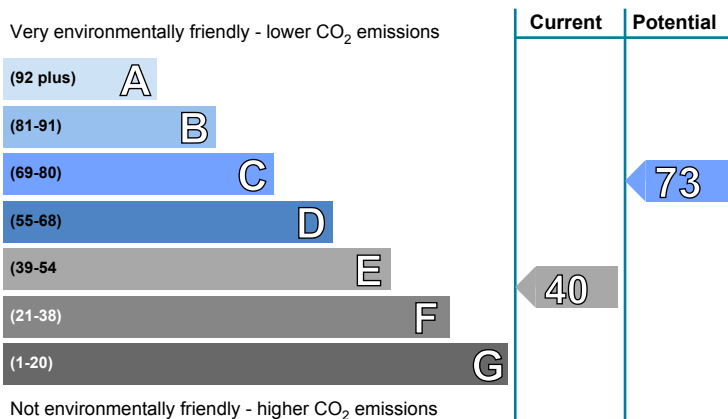 Current Potential
Very environmentally friendly - lower CO2 emissions
(92 plus) A
(81-91) B
(69-80) C 73
(55-68) D
(39-54 E 40
(21-38) F
(1-20) G
Not environmentally friendly - higher CO2 emissions